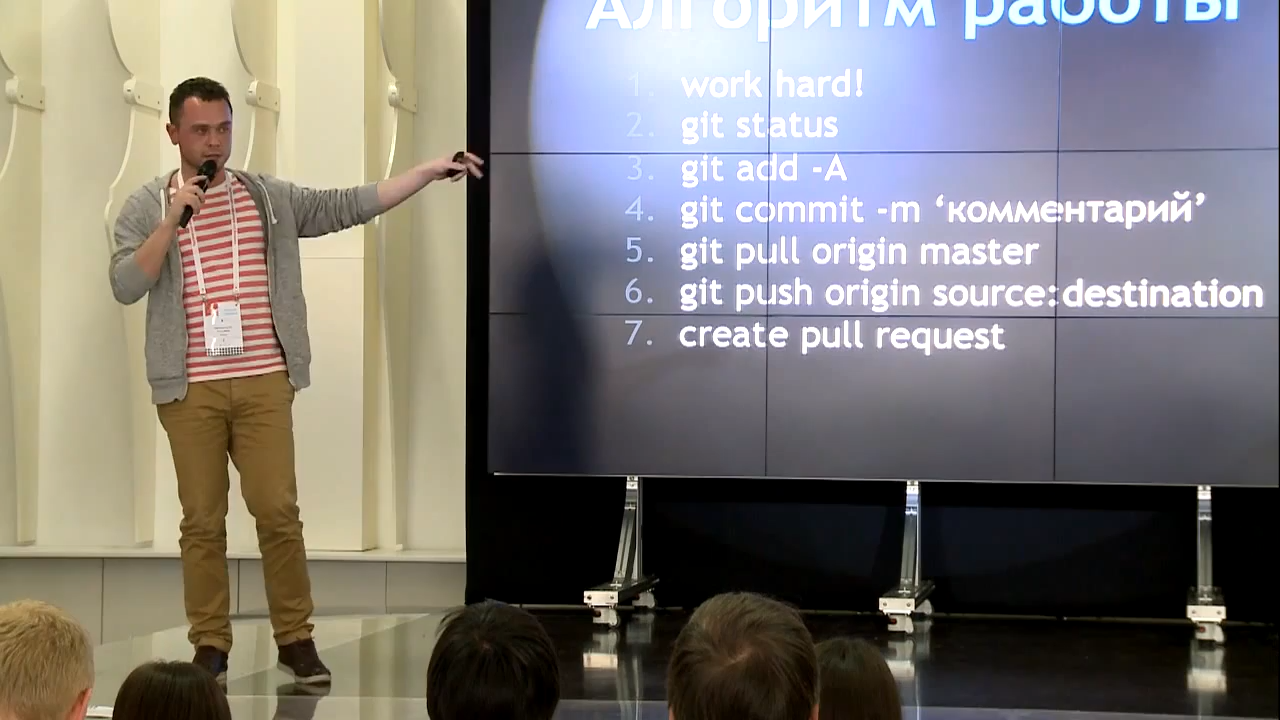 Алгоритм работы
1. work hard!
2. git status
3. git add -A
4. git commit -m ‘комментарий’
5. git pull origin master
6. git push origin source:destination
7. create pull request